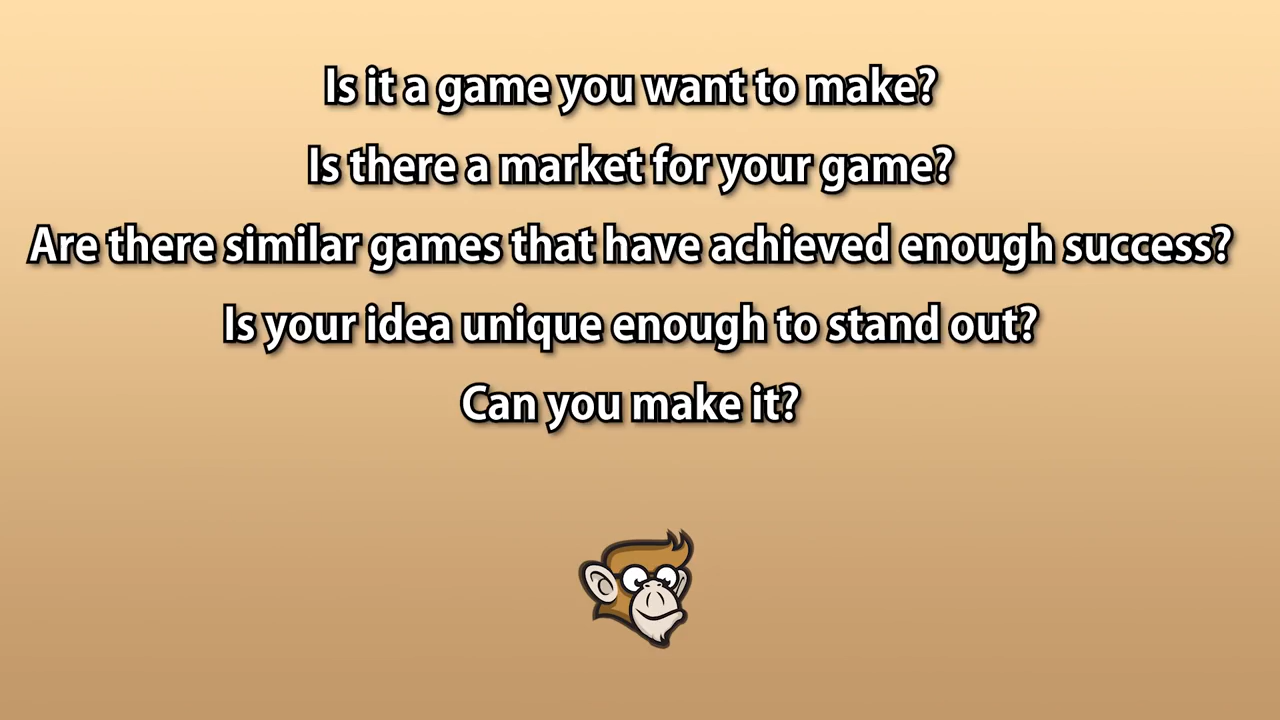 Is it a game you want to make?
Is there a market for your game?
Are there similar games that have achieved enough success?
Is your idea unique enough to stand out?
Can you make it?